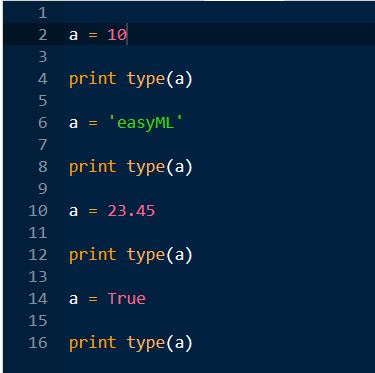 1
2 a = 10
3
4 print type(a)
5
6 a = 'easyML'
7
8 print type(a)
9
10 a = 23.45
11
12 print type(a)
13
14 a = True
15
16 print type(a)